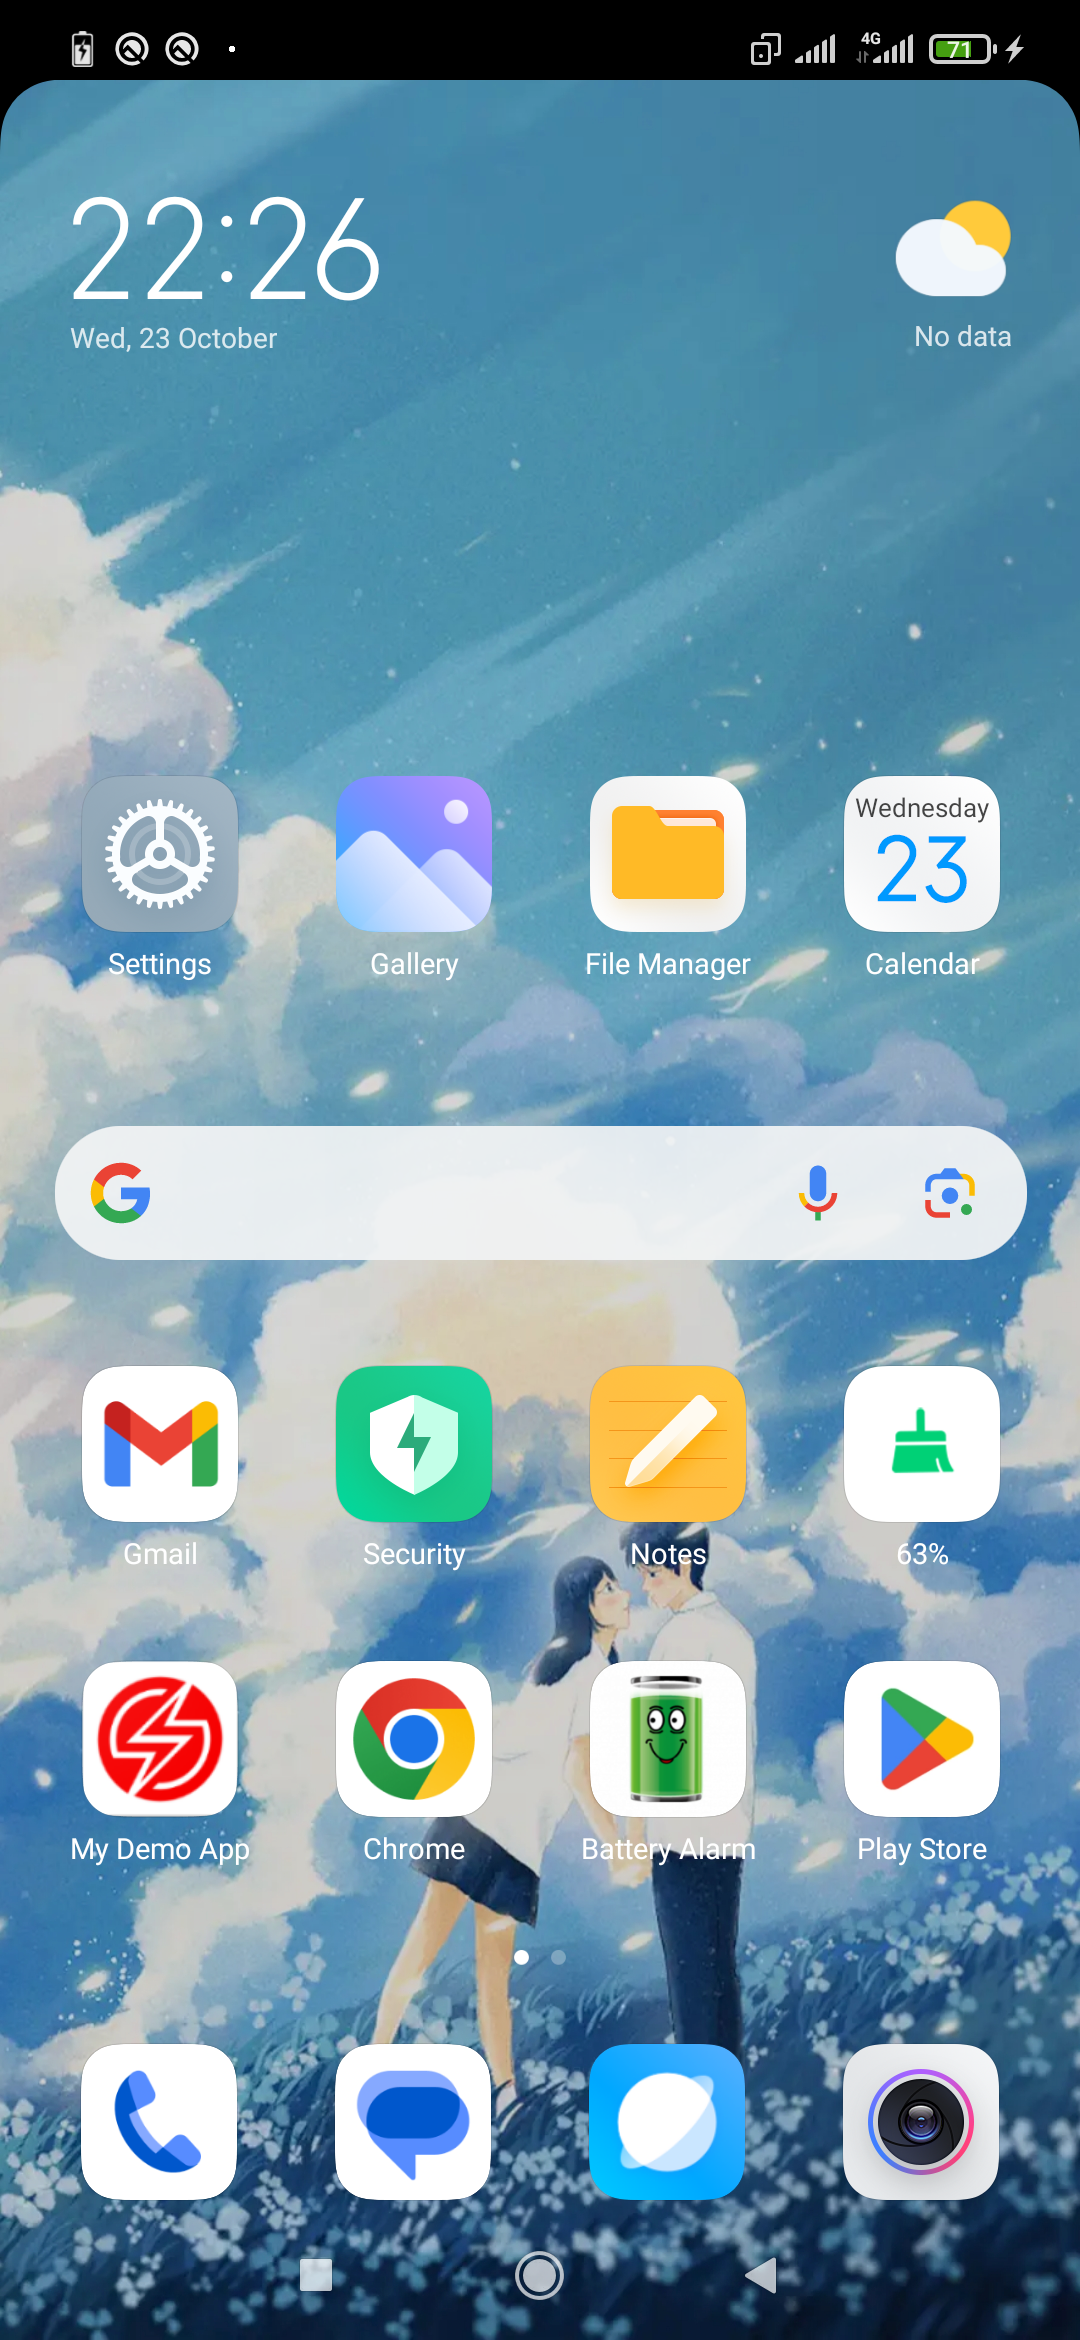 4G
71
22:26
Wed, 23 October
No data
Wednesday
23
Settings
Gallery
File Manager
Calendar
Gmail
Security
Notes
63%
My Demo App
Chrome
Battery Alarm
Play Store